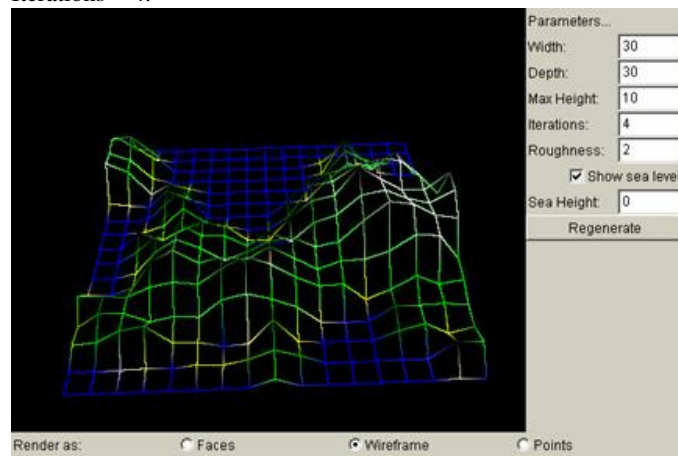 Parameters...
Width: 30
Depth: 30
Max Height: 10
Iterations: 4
Roughness: 2
Show sea leve
Sea Height: 0
Regenerate
Render as: Faces Wireframe Points